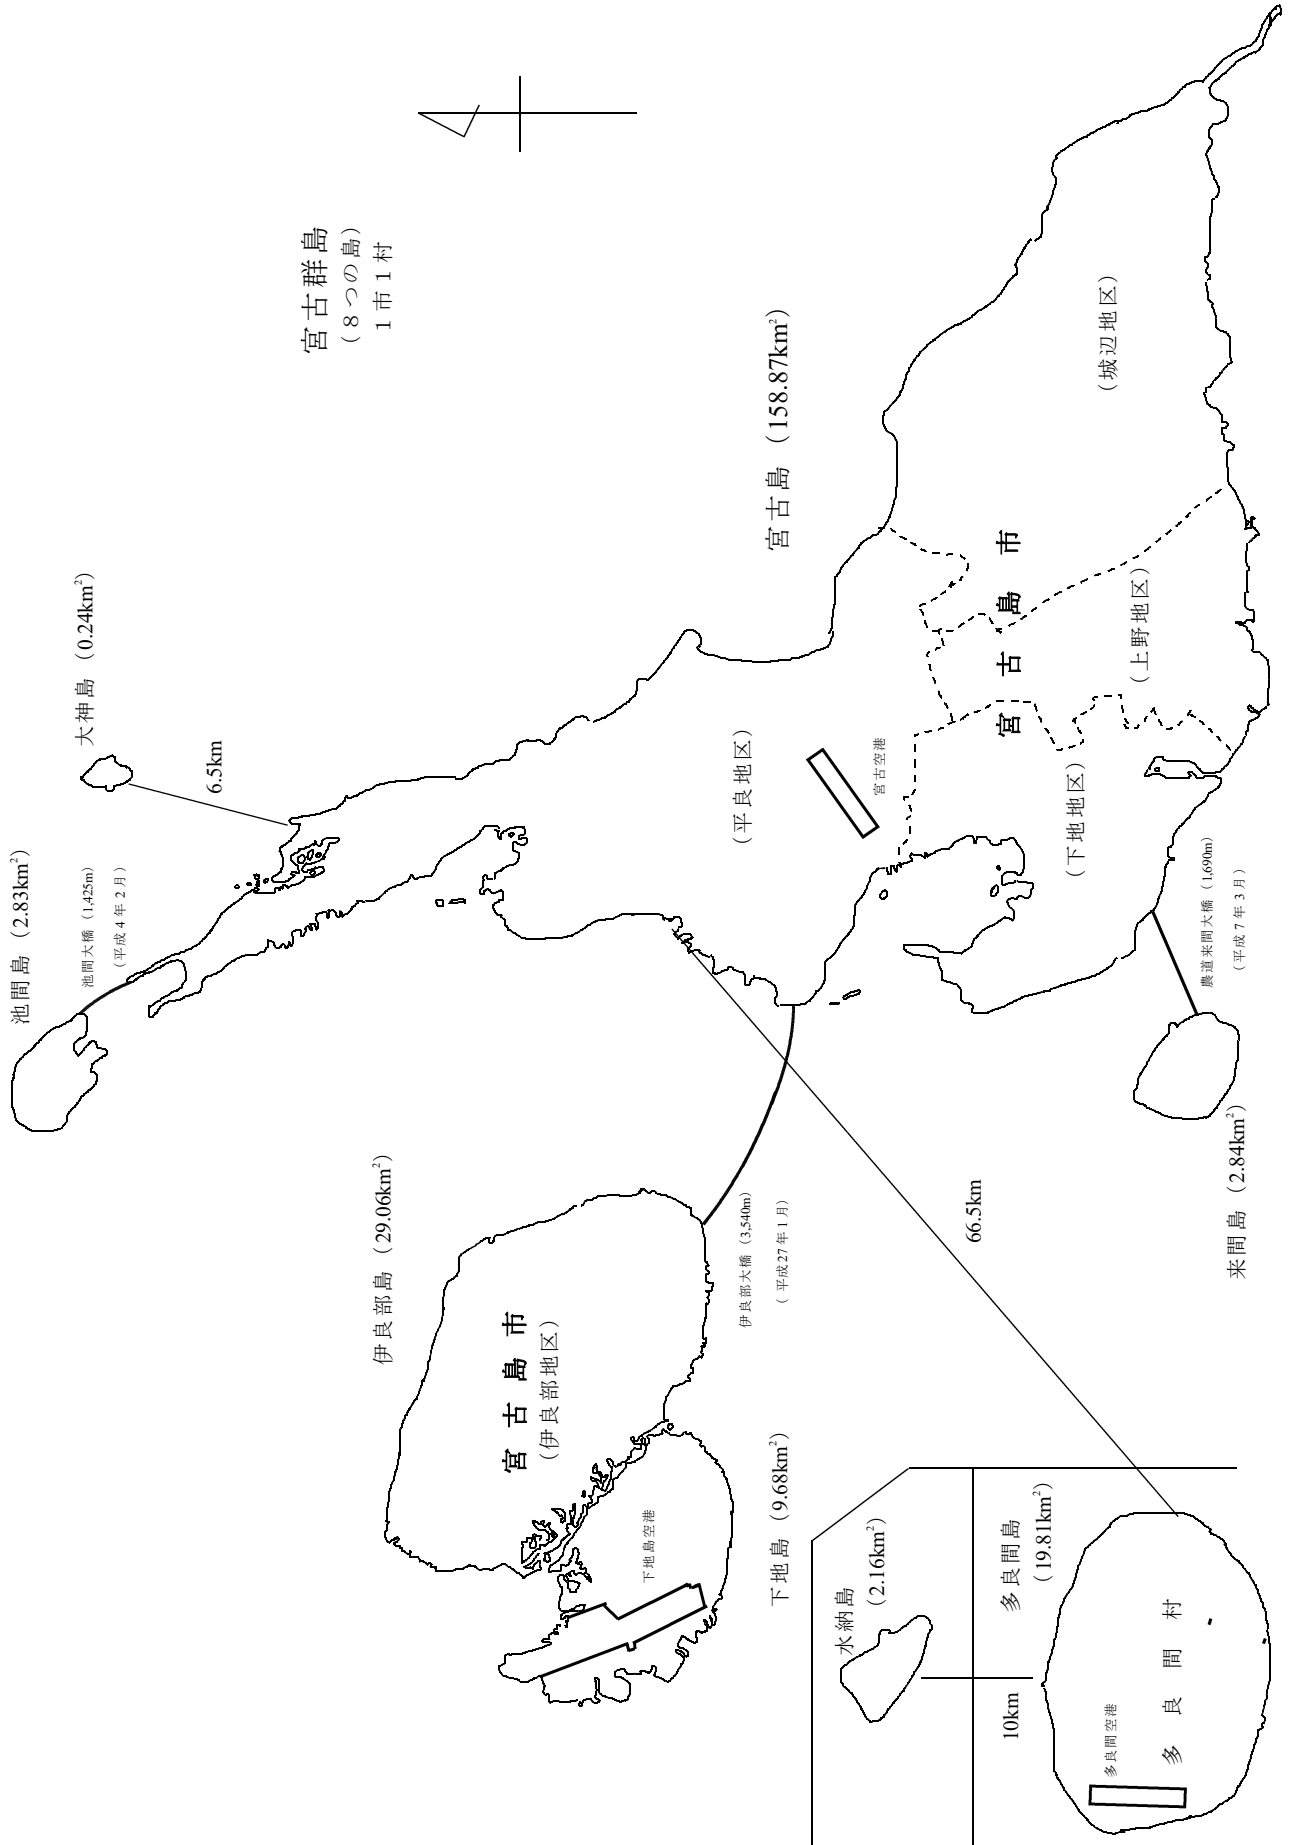 宮古群島
（８つの島）
１市１村
池間島（2.83km²）
池間大橋（1,425m）
（平成４年２月）
大神島（0.24km²）
6.5km
宮古島（158.87km²）
（平良地区）
宮古空港
宮古島市
（城辺地区）
（上野地区）
（下地地区）
農道来間大橋（1,690m）
（平成７年３月）
来間島（2.84km²）
伊良部島（29.06km²）
宮古島市
（伊良部地区）
伊良部大橋（3,540m）
（平成27年１月）
下地島空港
下地島（9.68km²）
66.5km
水納島
（2.16km²）
多良間島
（19.81km²）
10km
多良間空港
多良間村